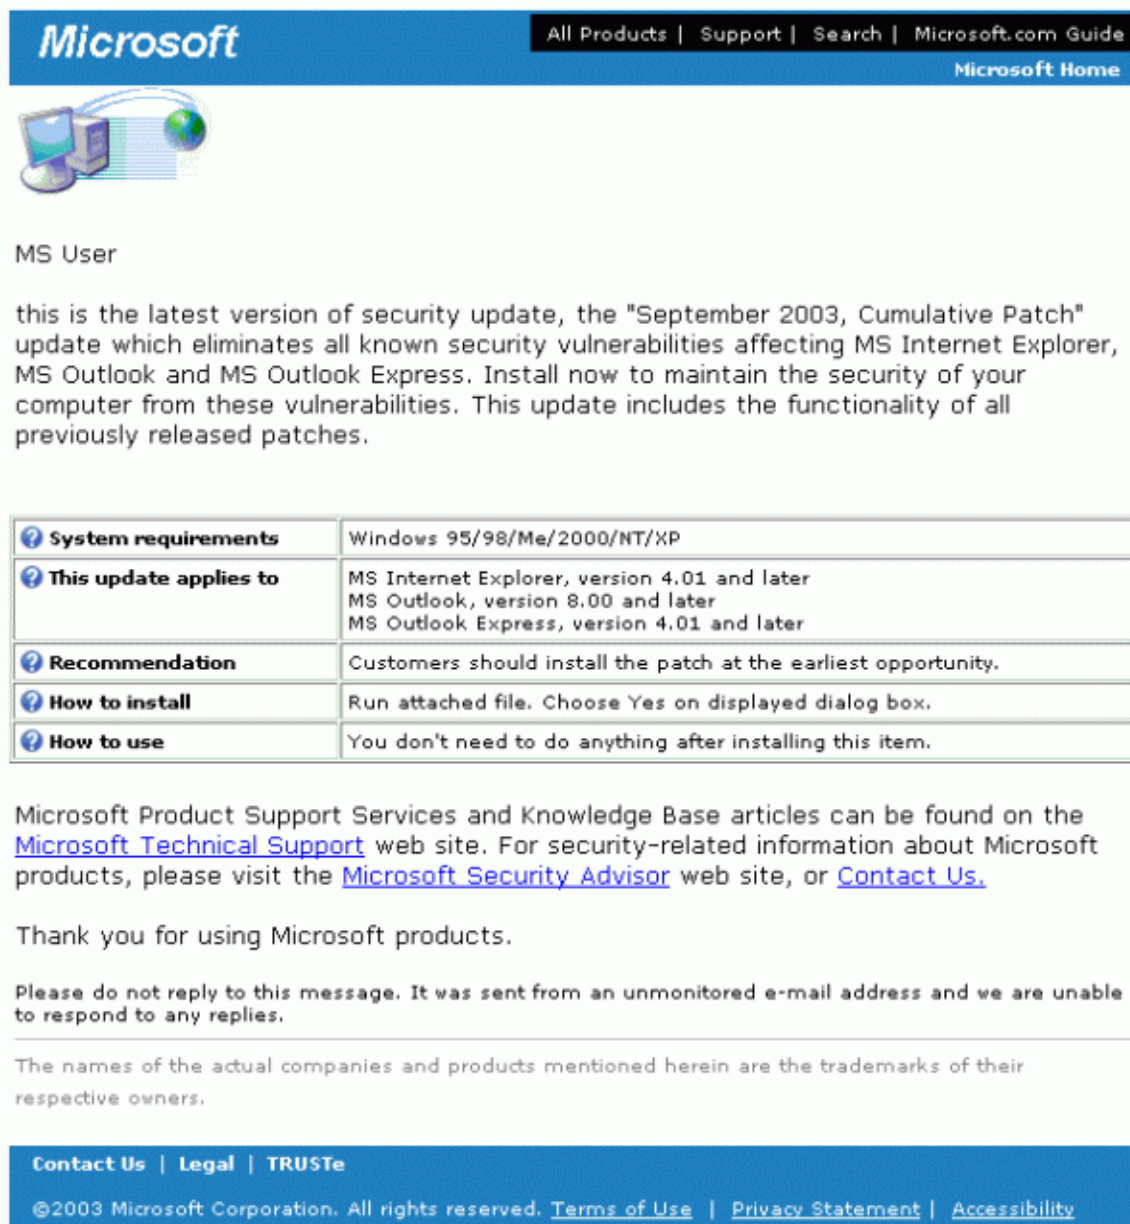 Microsoft
All Products | Support | Search | Microsoft.com Guide
Microsoft Home
MS User
this is the latest version of security update, the "September 2003, Cumulative Patch"
update which eliminates all known security vulnerabilities affecting MS Internet Explorer,
MS Outlook and MS Outlook Express. Install now to maintain the security of your
computer from these vulnerabilities. This update includes the functionality of all
previously released patches.
System requirements Windows 95/98/Me/2000/NT/XP
This update applies to MS Internet Explorer, version 4.01 and later
MS Outlook, version 8.00 and later
MS Outlook Express, version 4.01 and later
Recommendation Customers should install the patch at the earliest opportunity.
How to install Run attached file. Choose Yes on displayed dialog box.
How to use You don't need to do anything after installing this item.
Microsoft Product Support Services and Knowledge Base articles can be found on the
Microsoft Technical Support web site. For security-related information about Microsoft
products, please visit the Microsoft Security Advisor web site, or Contact Us.
Thank you for using Microsoft products.
Please do not reply to this message. It was sent from an unmonitored e-mail address and we are unable
to respond to any replies.
The names of the actual companies and products mentioned herein are the trademarks of their
respective owners.
Contact Us | Legal | TRUSTe
©2003 Microsoft Corporation. All rights reserved. Terms of Use | Privacy Statement | Accessibility